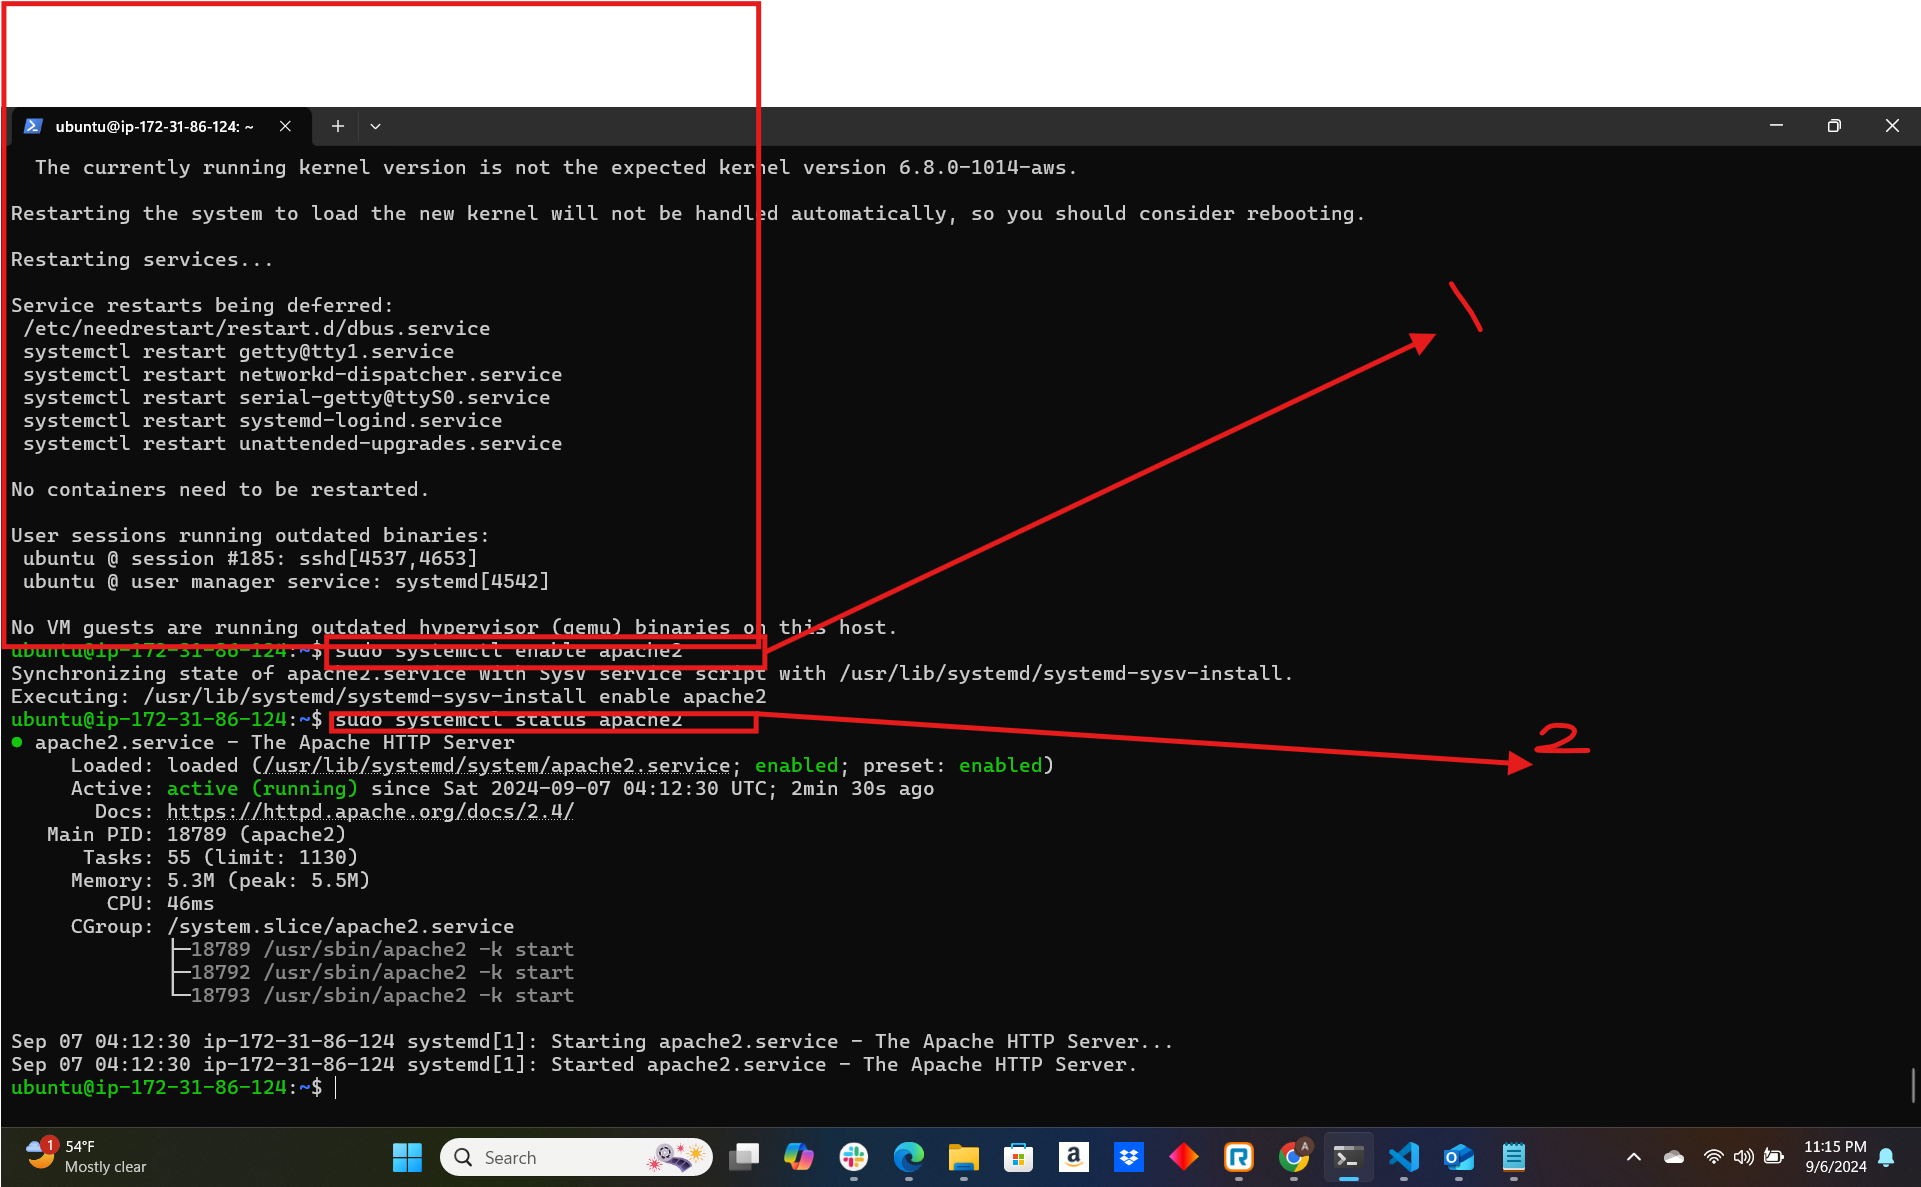 ubuntu@ip-172-31-86-124: ~
The currently running kernel version is not the expected kernel version 6.8.0-1014-aws.
Restarting the system to load the new kernel will not be handled automatically, so you should consider rebooting.
Restarting services...
Service restarts being deferred:
/etc/needrestart/restart.d/dbus.service
systemctl restart getty@tty1.service
systemctl restart networkd-dispatcher.service
systemctl restart serial-getty@ttyS0.service
systemctl restart systemd-logind.service
systemctl restart unattended-upgrades.service
No containers need to be restarted.
User sessions running outdated binaries:
ubuntu @ session #185: sshd[4537,4653]
ubuntu @ user manager service: systemd[4542]
No VM guests are running outdated hypervisor (qemu) binaries on this host.
ubuntu@ip-172-31-86-124:~$ sudo systemctl enable apache2
Synchronizing state of apache2.service with SysV service script with /usr/lib/systemd/systemd-sysv-install.
Executing: /usr/lib/systemd/systemd-sysv-install enable apache2
ubuntu@ip-172-31-86-124:~$ sudo systemctl status apache2
● apache2.service - The Apache HTTP Server
Loaded: loaded (/usr/lib/systemd/system/apache2.service; enabled; preset: enabled)
Active: active (running) since Sat 2024-09-07 04:12:30 UTC; 2min 30s ago
Docs: https://httpd.apache.org/docs/2.4/
Main PID: 18789 (apache2)
Tasks: 55 (limit: 1130)
Memory: 5.3M (peak: 5.5M)
CPU: 46ms
CGroup: /system.slice/apache2.service
├─18789 /usr/sbin/apache2 -k start
├─18792 /usr/sbin/apache2 -k start
└─18793 /usr/sbin/apache2 -k start
Sep 07 04:12:30 ip-172-31-86-124 systemd[1]: Starting apache2.service - The Apache HTTP Server...
Sep 07 04:12:30 ip-172-31-86-124 systemd[1]: Started apache2.service - The Apache HTTP Server.
ubuntu@ip-172-31-86-124:~$
1
2
1
54°F
Mostly clear
Search
A
11:15 PM
9/6/2024